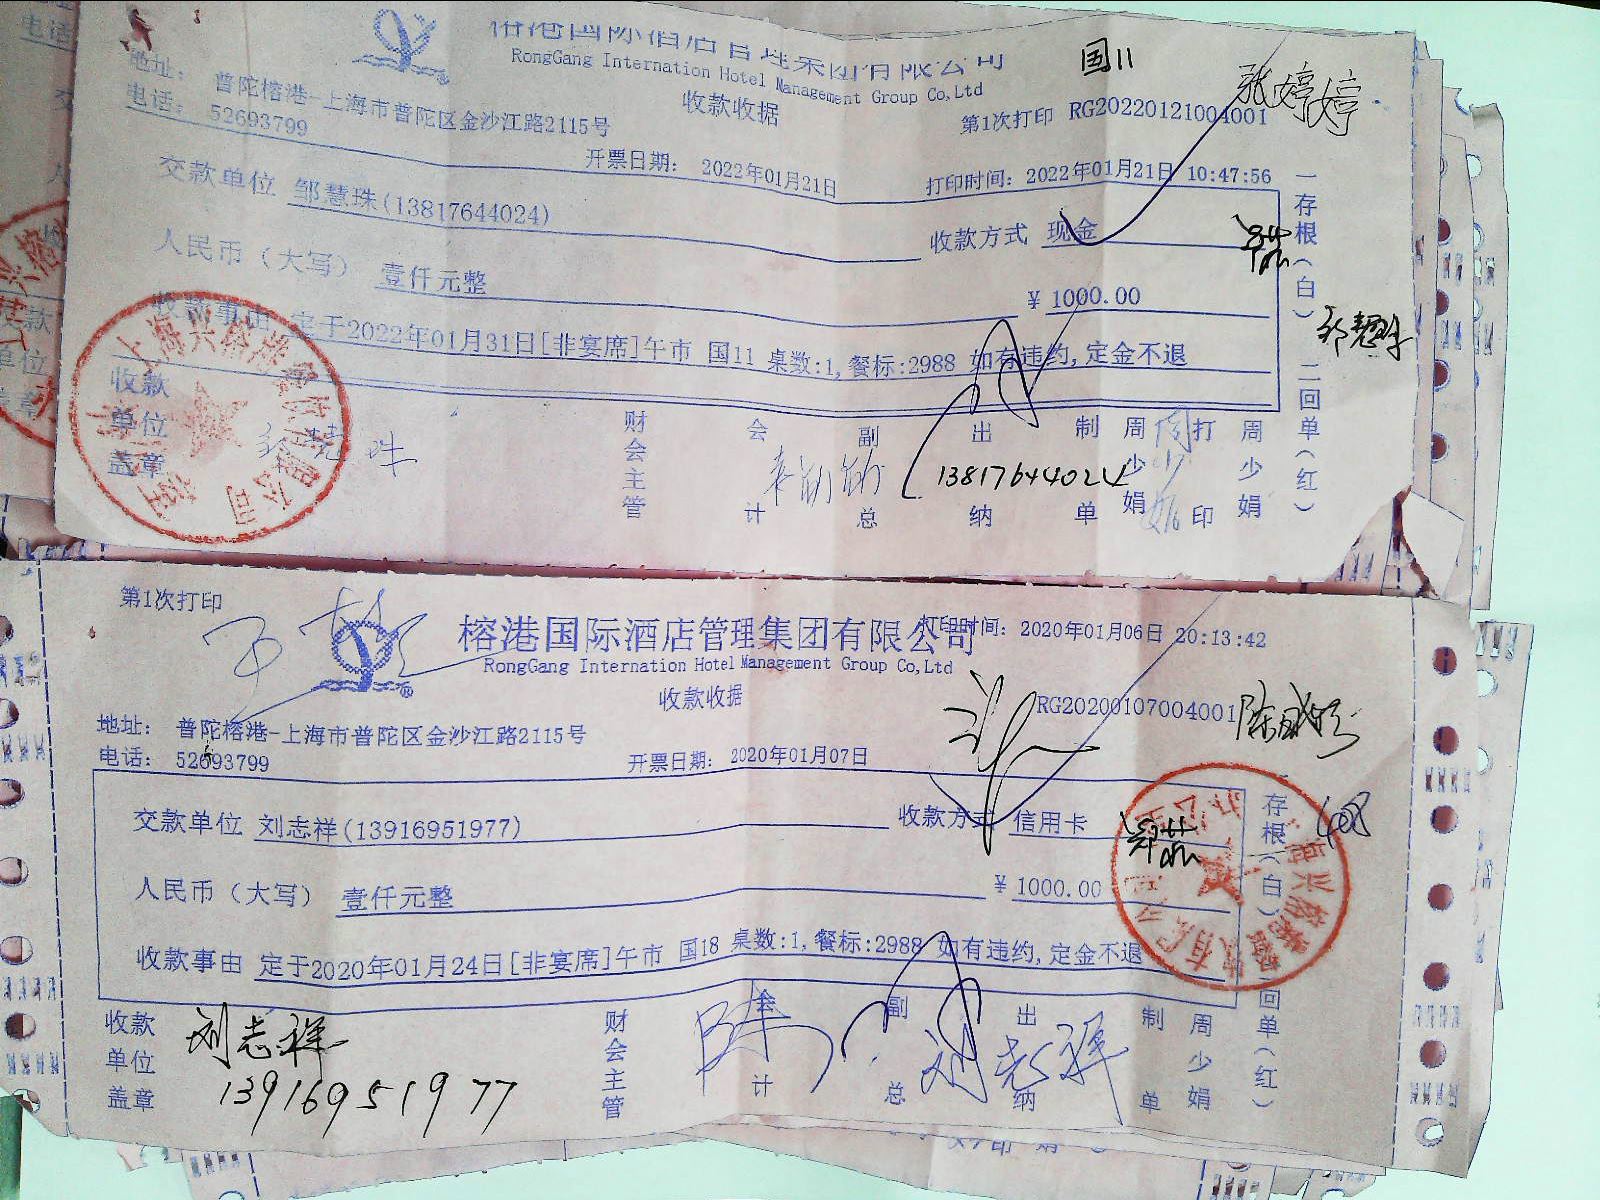 榕港国际酒店管理集团有限公司
RongGang Internation Hotel Management Group Co,Ltd
国11
张婷婷
收款收据
第1次打印 RG20220121004001
地址： 普陀榕港-上海市普陀区金沙江路2115号
电话： 52693799
开票日期： 2022年01月21日
打印时间：2022年01月21日 10:47:56
交款单位 邹慧珠(13817644024)
收款方式 现金
人民币（大写） 壹仟元整
￥ 1000.00
收款事由 定于2022年01月31日[非宴席]午市 国11 桌数:1,餐标:2988 如有违约,定金不退
一存根(白) 二回单(红)
收款单位盖章
财会主管 会计 副总 出纳 制单 周少娟 打印 周少娟
周少娟
13817644024
第1次打印
榕港国际酒店管理集团有限公司
打印时间：2020年01月06日 20:13:42
RongGang Internation Hotel Management Group Co,Ltd
收款收据
RG20200107004001
地址： 普陀榕港-上海市普陀区金沙江路2115号
电话： 52693799
开票日期： 2020年01月07日
交款单位 刘志祥(13916951977)
收款方式 信用卡
人民币（大写） 壹仟元整
￥ 1000.00
收款事由 定于2020年01月24日[非宴席]午市 国18 桌数:1,餐标:2988 如有违约,定金不退
存根(白) 回单(红)
收款单位盖章
刘志祥
13916951977
财会主管 会计 副总 出纳 制单 周少娟
刘志祥